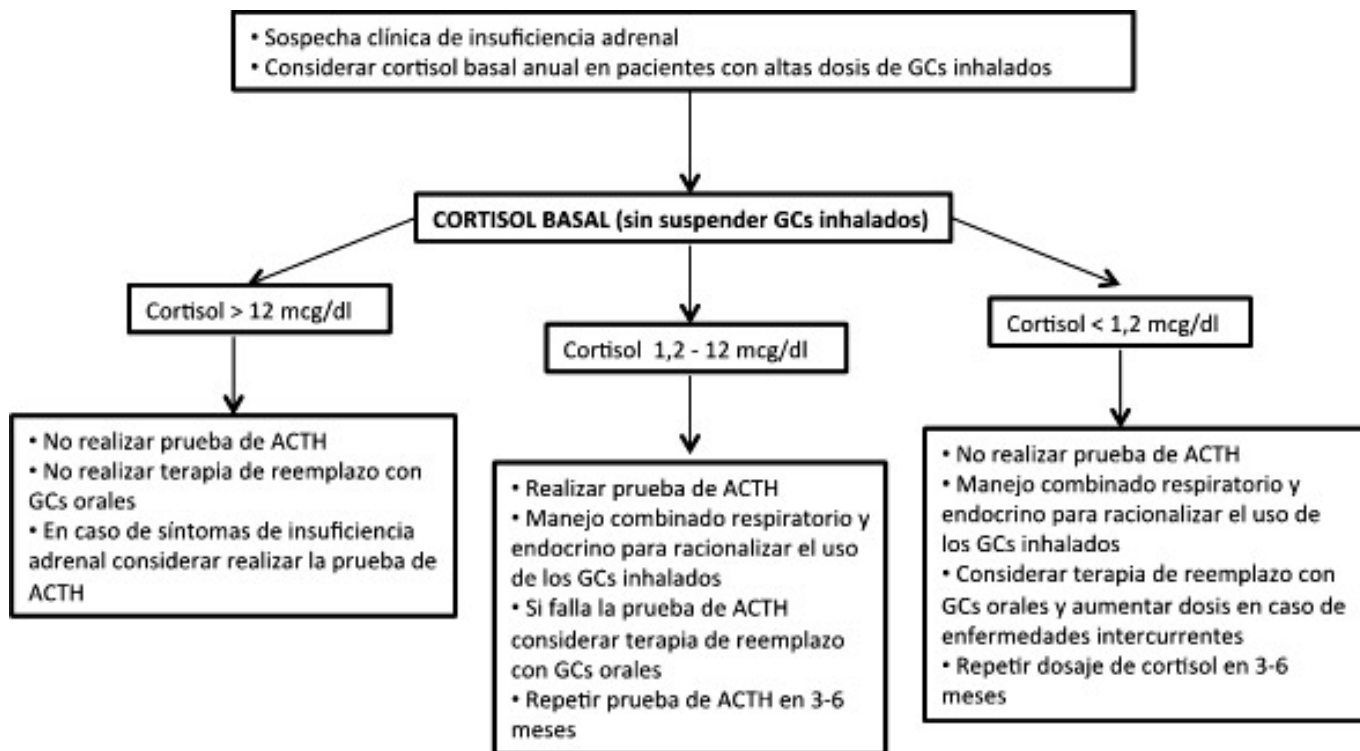 • Sospecha clínica de insuficiencia adrenal
• Considerar cortisol basal anual en pacientes con altas dosis de GCs inhalados
CORTISOL BASAL (sin suspender GCs inhalados)
Cortisol > 12 mcg/dl
• No realizar prueba de ACTH
• No realizar terapia de reemplazo con
GCs orales
• En caso de síntomas de insuficiencia
adrenal considerar realizar la prueba de
ACTH
Cortisol 1,2 - 12 mcg/dl
• Realizar prueba de ACTH
• Manejo combinado respiratorio y
endocrino para racionalizar el uso
de los GCs inhalados
• Si falla la prueba de ACTH
considerar terapia de reemplazo
con GCs orales
• Repetir prueba de ACTH en 3-6
meses
Cortisol < 1,2 mcg/dl
• No realizar prueba de ACTH
• Manejo combinado respiratorio y
endocrino para racionalizar el uso de
los GCs inhalados
• Considerar terapia de reemplazo con
GCs orales y aumentar dosis en caso de
enfermedades intercurrentes
• Repetir dosaje de cortisol en 3-6
meses